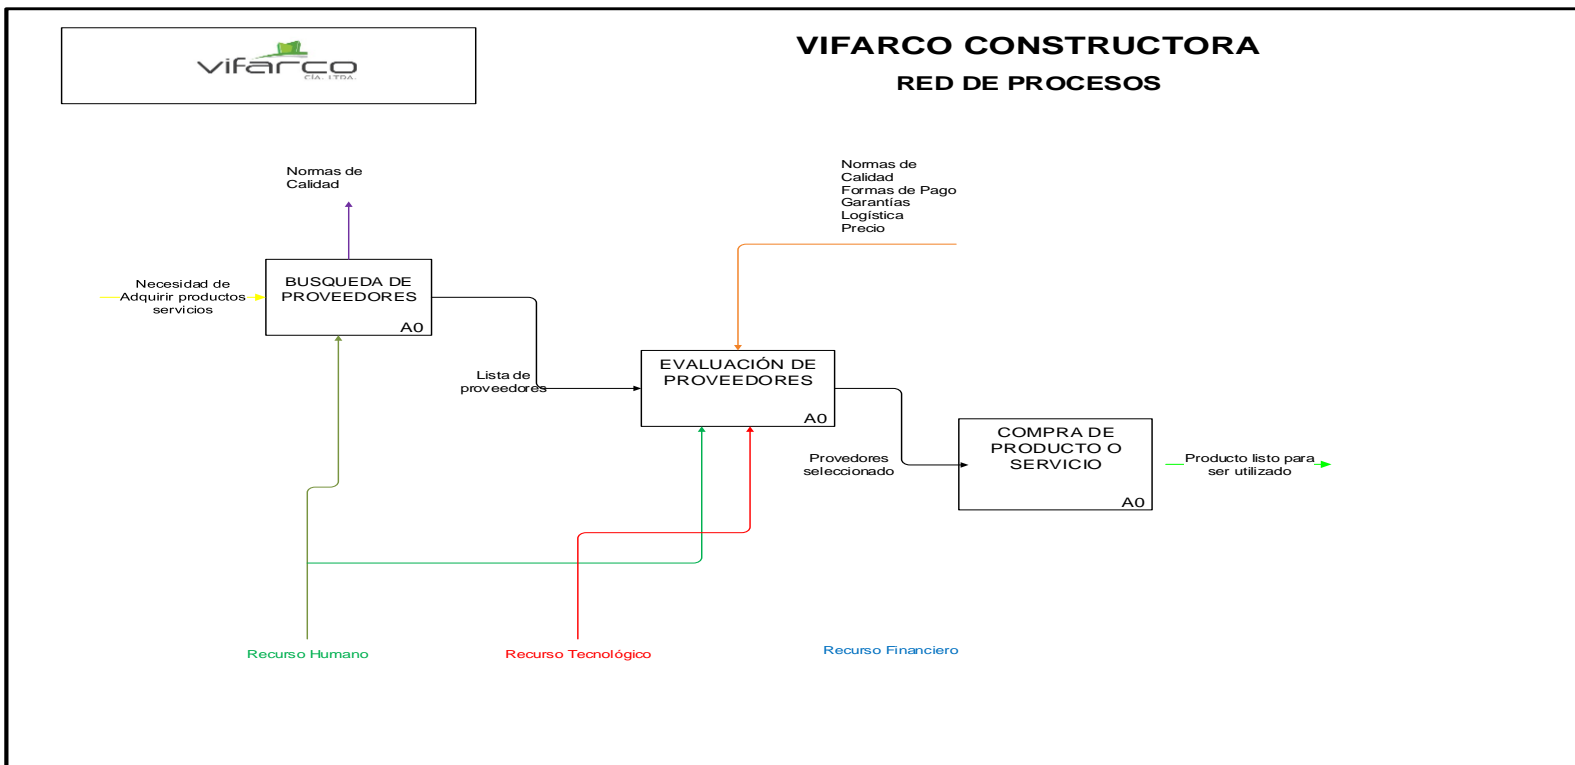 vifarco
CÍA. LTDA.
VIFARCO CONSTRUCTORA
RED DE PROCESOS
Normas de
Calidad
Normas de
Calidad
Formas de Pago
Garantías
Logística
Precio
Necesidad de
Adquirir productos
servicios
BUSQUEDA DE
PROVEEDORES
A0
Lista de
proveedores
EVALUACIÓN DE
PROVEEDORES
A0
Provedores
seleccionado
COMPRA DE
PRODUCTO O
SERVICIO
A0
Producto listo para
ser utilizado
Recurso Humano
Recurso Tecnológico
Recurso Financiero